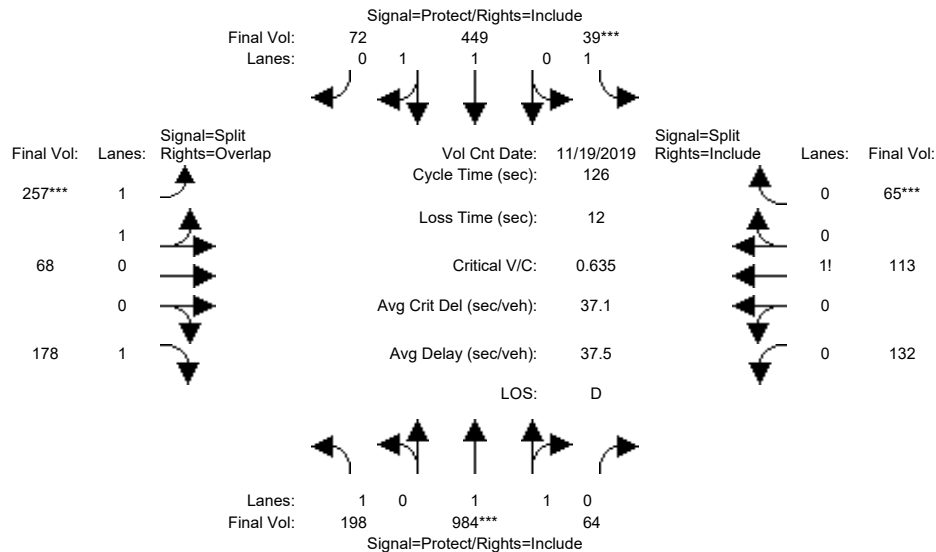 Signal=Protect/Rights=Include
Final Vol: 72 449 39***
Lanes: 0 1 1 0 1
Signal=Split
Final Vol: Lanes: Rights=Overlap
Vol Cnt Date: 11/19/2019
Signal=Split
Rights=Include Lanes: Final Vol:
Cycle Time (sec): 126
257*** 1 0 65***
Loss Time (sec): 12
1 0
68 0 Critical V/C: 0.635 1! 113
0 Avg Crit Del (sec/veh): 37.1 0
178 1 Avg Delay (sec/veh): 37.5 0 132
LOS: D
Lanes: 1 0 1 1 0
Final Vol: 198 984*** 64
Signal=Protect/Rights=Include